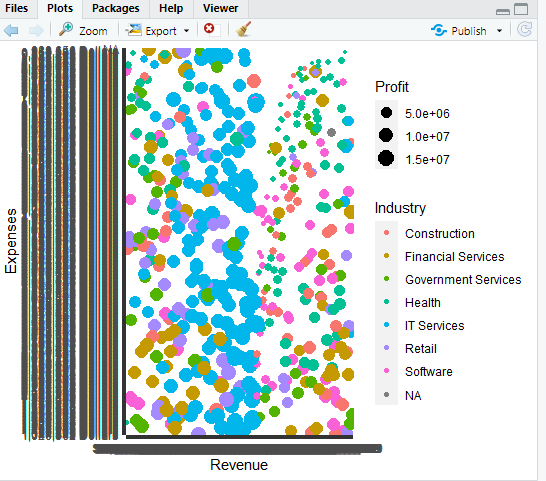 Files Plots Packages Help Viewer
Zoom Export Publish
Profit
5.0e+06
1.0e+07
1.5e+07
Industry
Construction
Financial Services
Government Services
Health
IT Services
Retail
Software
NA
Expenses
Revenue